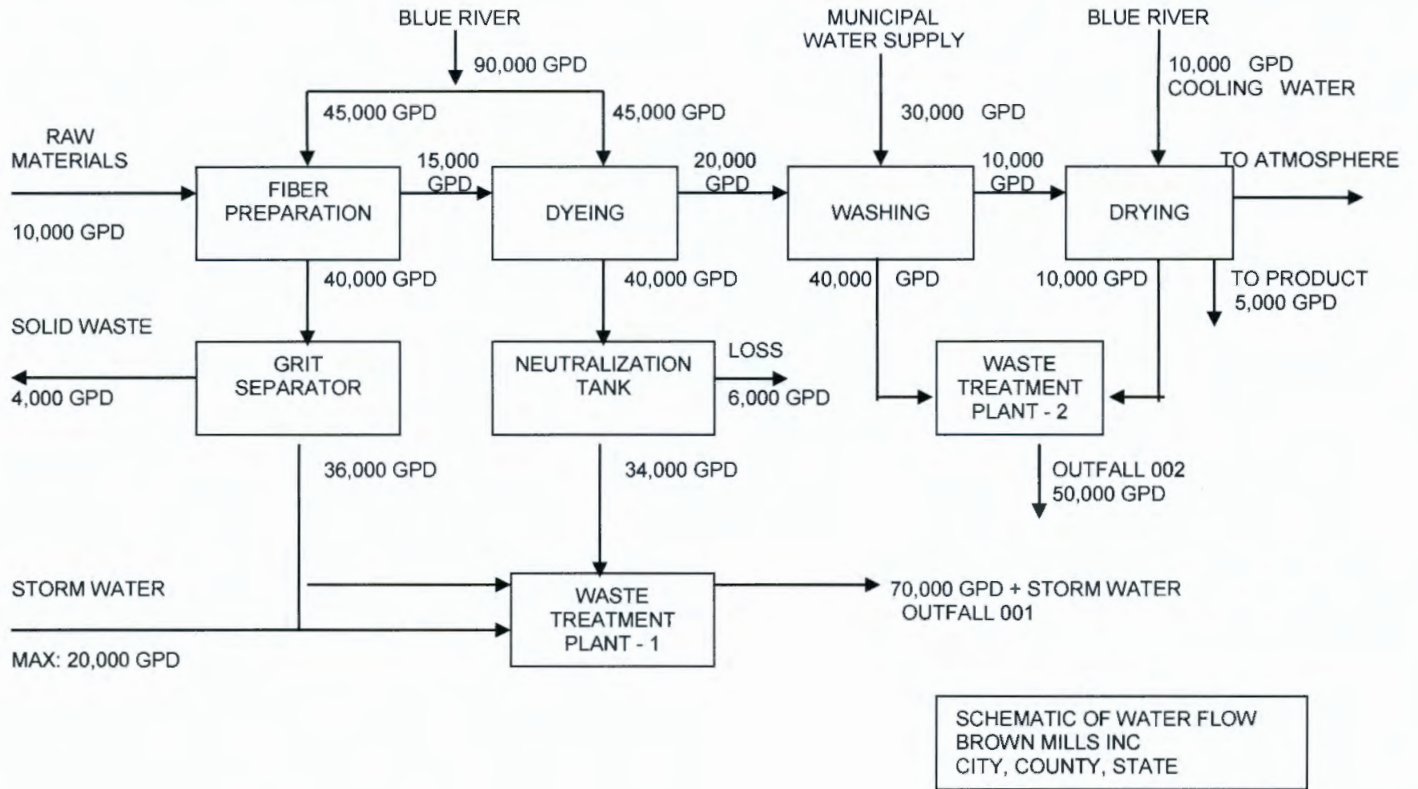 BLUE RIVER
90,000 GPD
45,000 GPD
45,000 GPD
MUNICIPAL
WATER SUPPLY
30,000 GPD
BLUE RIVER
10,000 GPD
COOLING WATER
RAW
MATERIALS
10,000 GPD
FIBER
PREPARATION
15,000
GPD
DYEING
20,000
GPD
WASHING
10,000
GPD
DRYING
TO ATMOSPHERE
40,000 GPD
40,000 GPD
40,000 GPD
10,000 GPD
TO PRODUCT
5,000 GPD
SOLID WASTE
4,000 GPD
GRIT
SEPARATOR
NEUTRALIZATION
TANK
LOSS
6,000 GPD
WASTE
TREATMENT
PLANT - 2
36,000 GPD
34,000 GPD
OUTFALL 002
50,000 GPD
STORM WATER
MAX: 20,000 GPD
WASTE
TREATMENT
PLANT - 1
70,000 GPD + STORM WATER
OUTFALL 001
SCHEMATIC OF WATER FLOW
BROWN MILLS INC
CITY, COUNTY, STATE